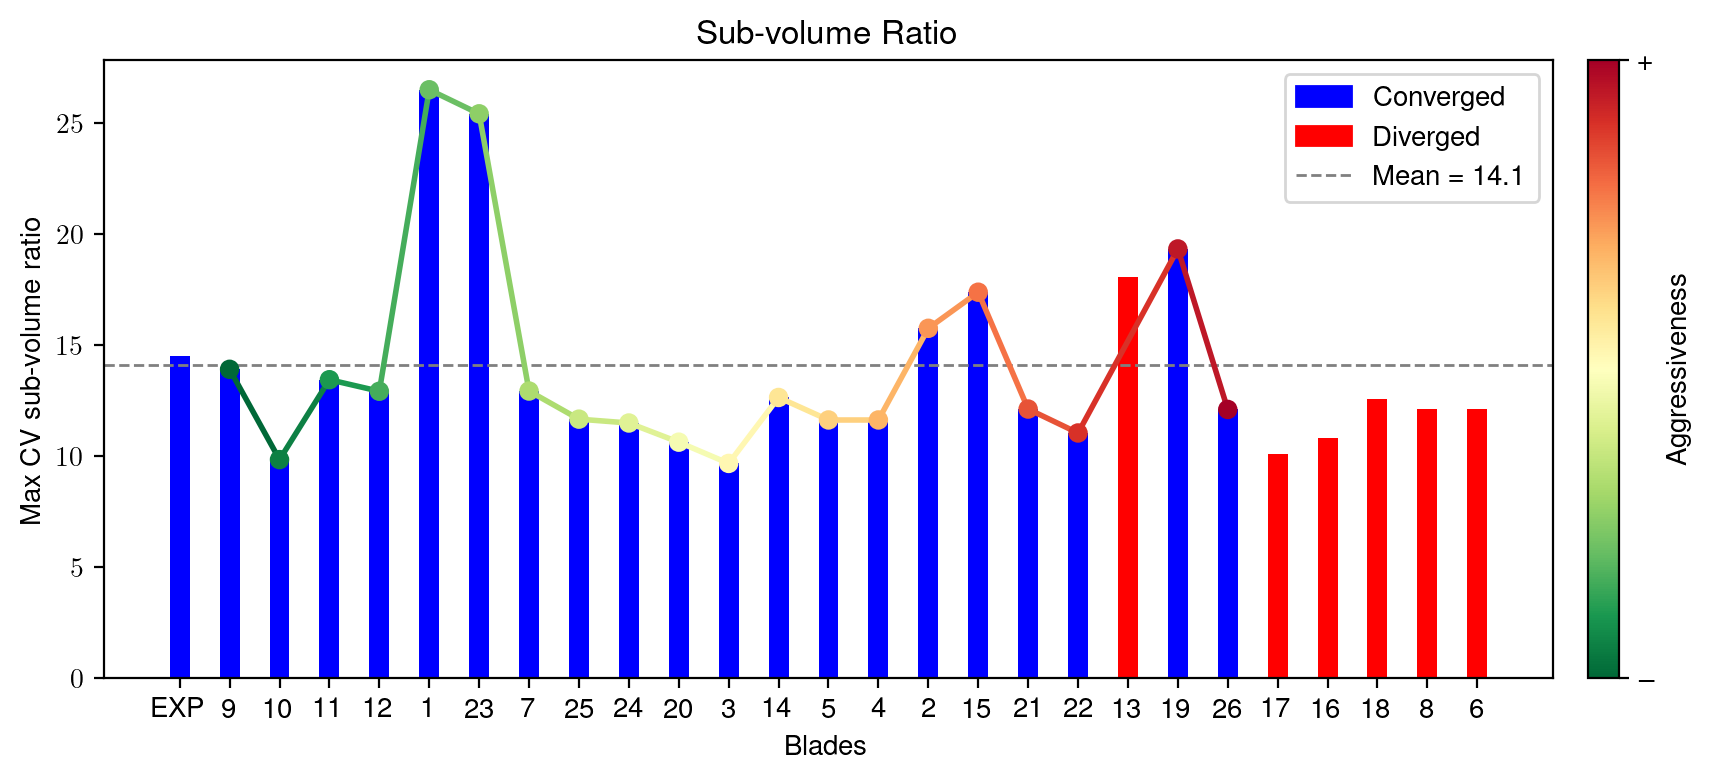 Sub-volume Ratio
Max CV sub-volume ratio
25
20
15
10
5
0
Converged
Diverged
Mean = 14.1
EXP 9 10 11 12 1 23 7 25 24 20 3 14 5 4 2 15 21 22 13 19 26 17 16 18 8 6
Blades
+
−
Aggressiveness